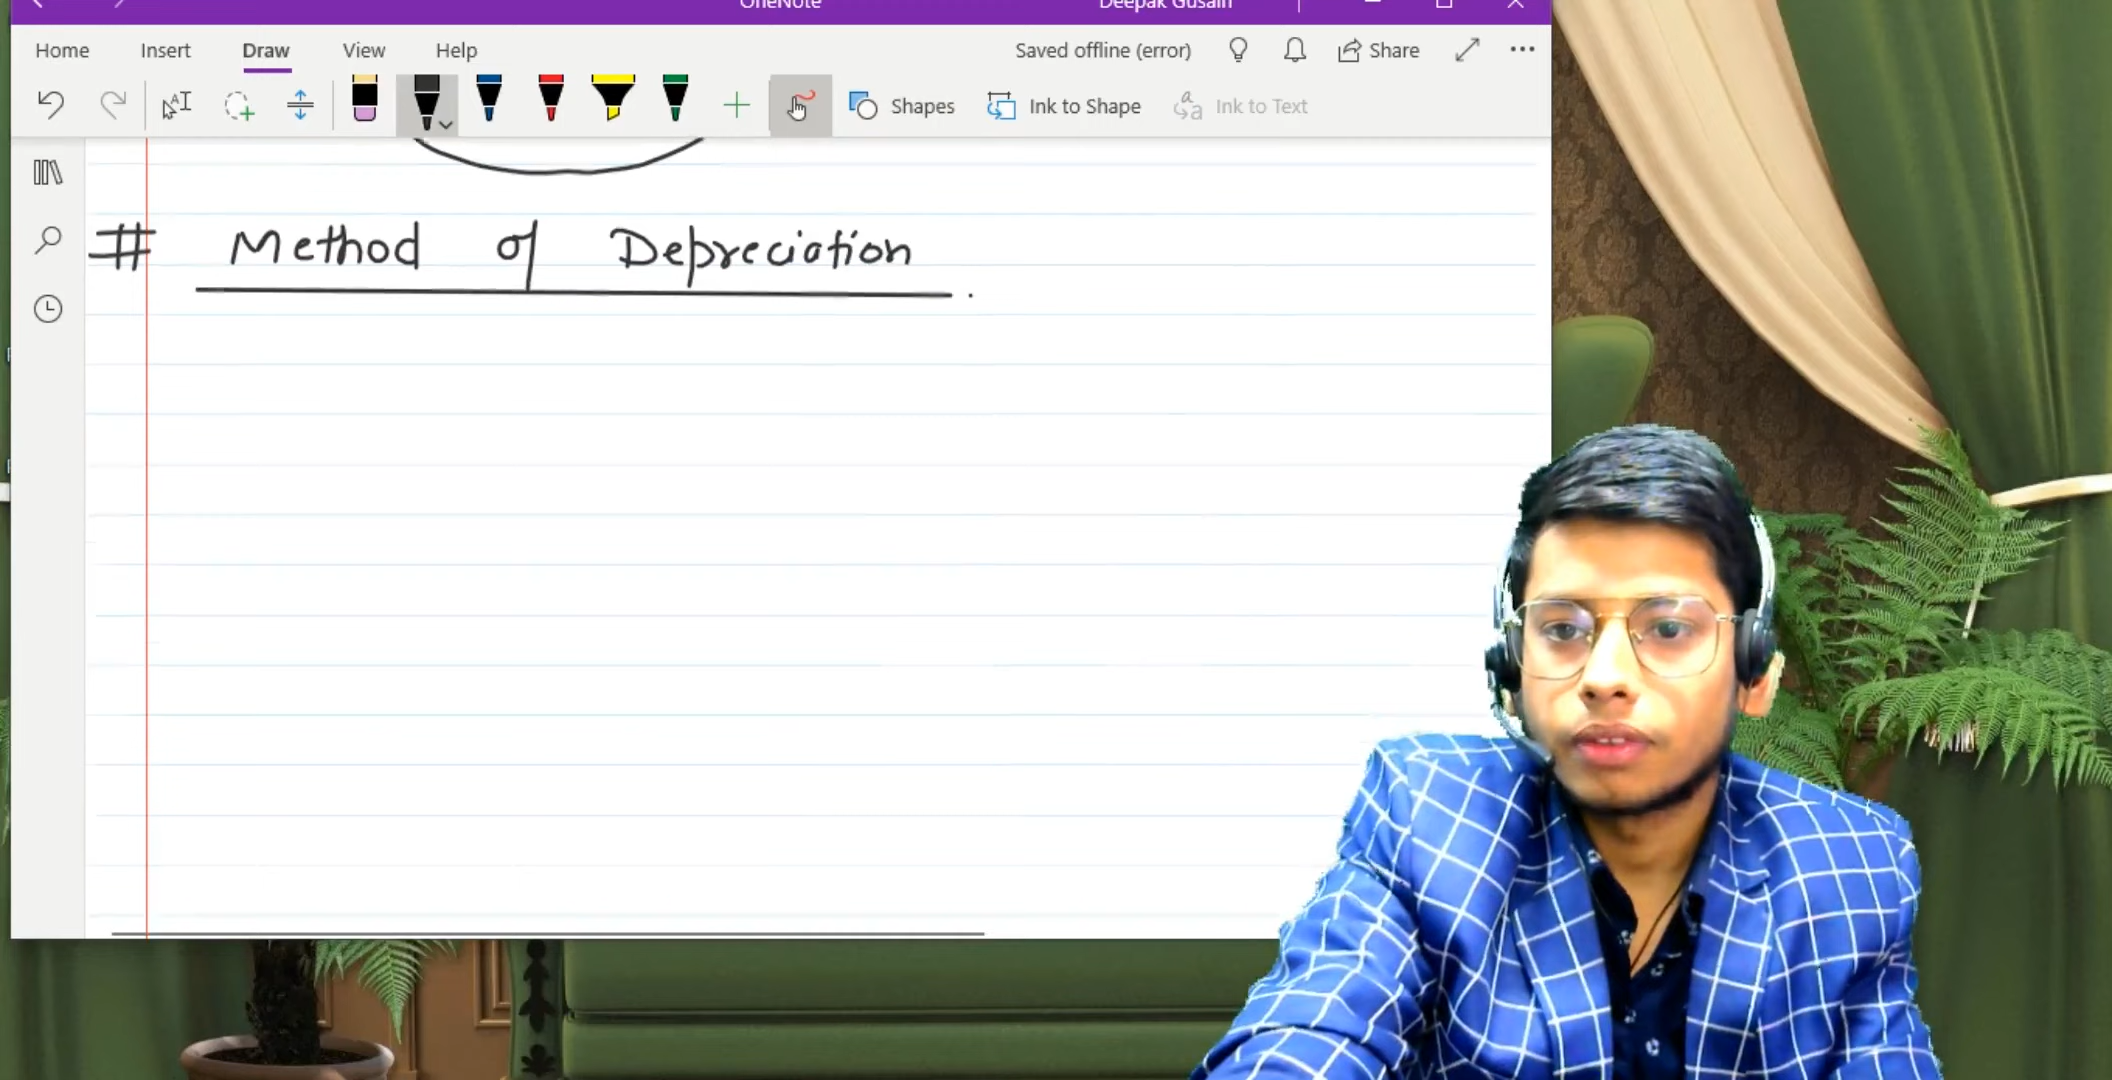 OneNote
Deepak Gusain
Home Insert Draw View Help Saved offline (error) Share
Shapes Ink to Shape Ink to Text
# Method of Depreciation .